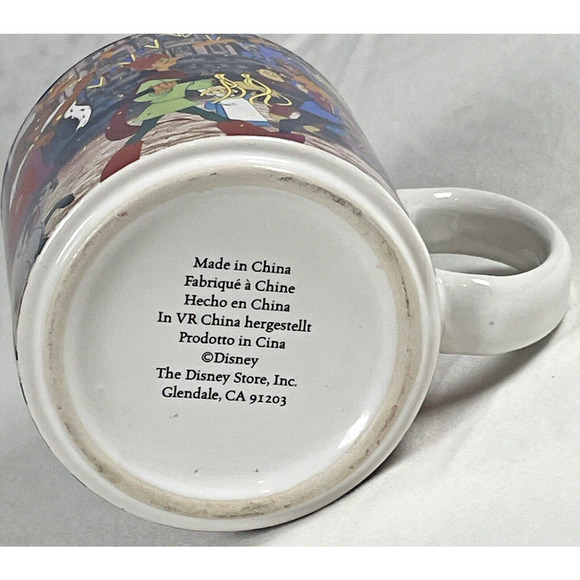 Made in China
Fabriqué à Chine
Hecho en China
In VR China hergestellt
Prodotto in Cina
©Disney
The Disney Store, Inc.
Glendale, CA 91203